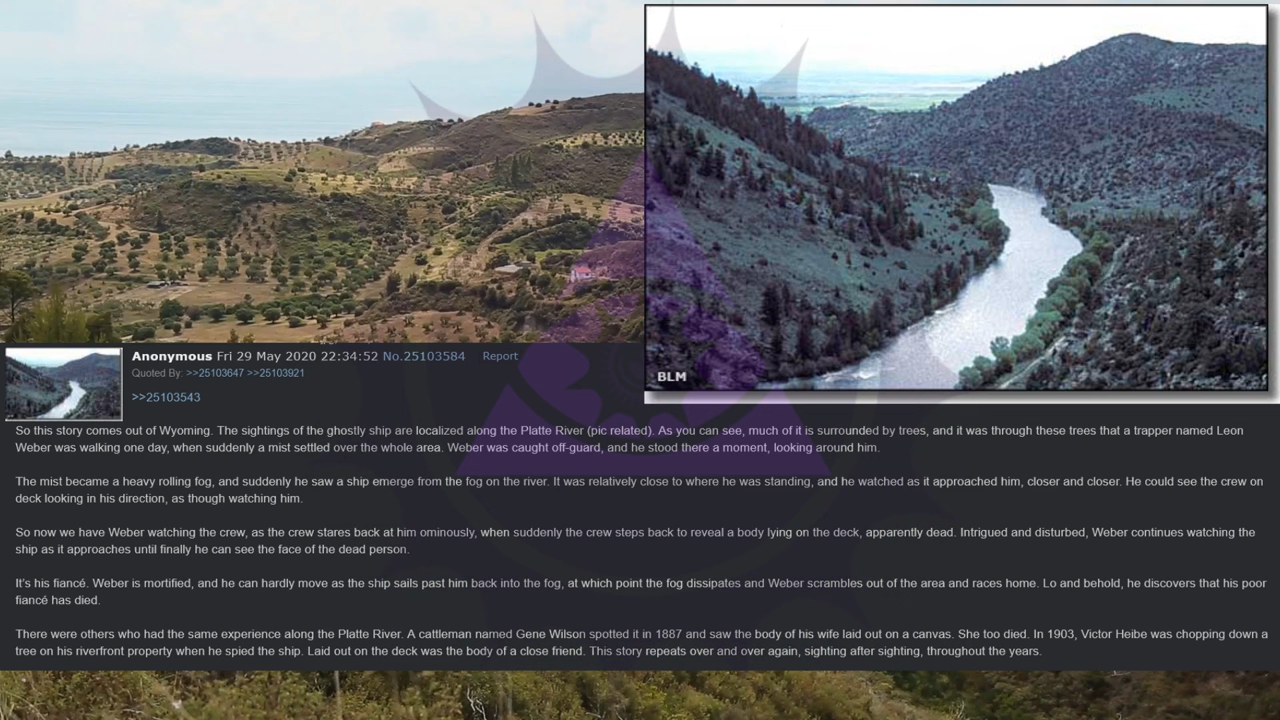 BLM
Anonymous Fri 29 May 2020 22:34:52 No.25103584 Report
Quoted By: >>25103647 >>25103921
>>25103543
So this story comes out of Wyoming. The sightings of the ghostly ship are localized along the Platte River (pic related). As you can see, much of it is surrounded by trees, and it was through these trees that a trapper named Leon
Weber was walking one day, when suddenly a mist settled over the whole area. Weber was caught off-guard, and he stood there a moment, looking around him.
The mist became a heavy rolling fog, and suddenly he saw a ship emerge from the fog on the river. It was relatively close to where he was standing, and he watched as it approached him, closer and closer. He could see the crew on
deck looking in his direction, as though watching him.
So now we have Weber watching the crew, as the crew stares back at him ominously, when suddenly the crew steps back to reveal a body lying on the deck, apparently dead. Intrigued and disturbed, Weber continues watching the
ship as it approaches until finally he can see the face of the dead person.
It's his fiancé. Weber is mortified, and he can hardly move as the ship sails past him back into the fog, at which point the fog dissipates and Weber scrambles out of the area and races home. Lo and behold, he discovers that his poor
fiancé has died.
There were others who had the same experience along the Platte River. A cattleman named Gene Wilson spotted it in 1887 and saw the body of his wife laid out on a canvas. She too died. In 1903, Victor Heibe was chopping down a
tree on his riverfront property when he spied the ship. Laid out on the deck was the body of a close friend. This story repeats over and over again, sighting after sighting, throughout the years.